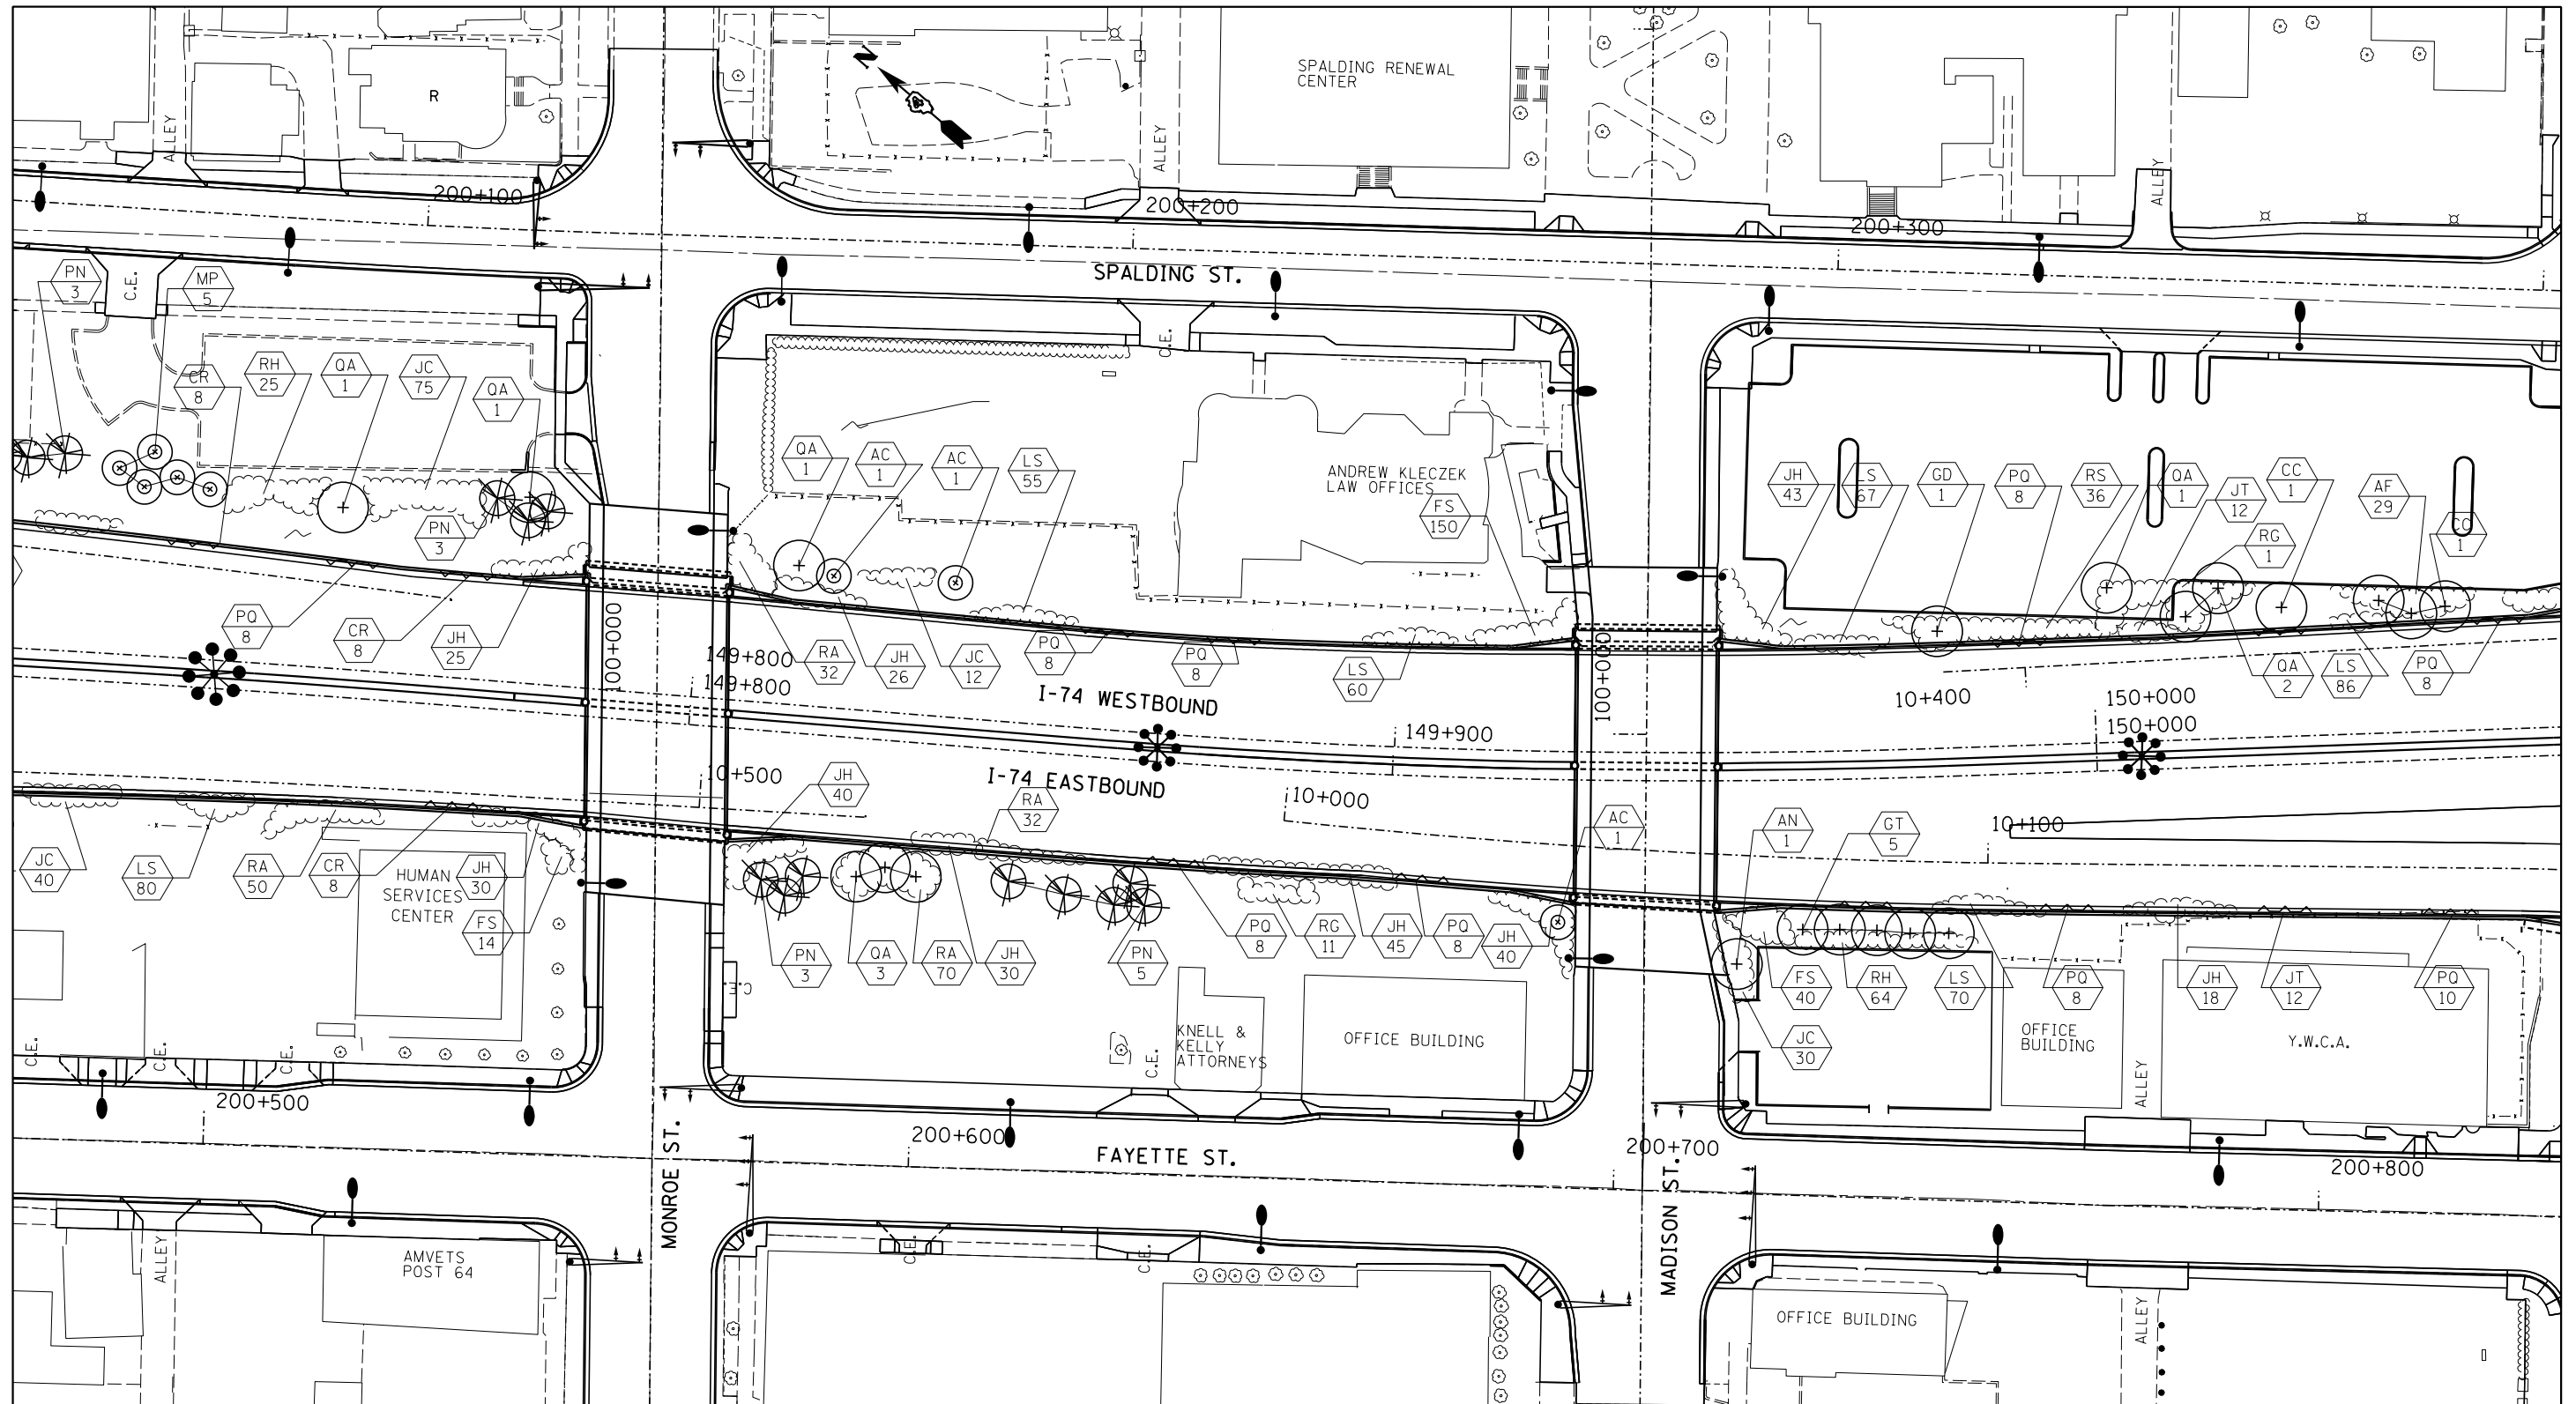 SPALDING RENEWAL
CENTER
R
N
ALLEY
ALLEY
ALLEY
200+100
200+200
200+300
SPALDING ST.
PN
3
C.E.
MP
5
C.E.
CR
8
RH
25
QA
1
JC
75
QA
1
PN
3
QA
1
AC
1
AC
1
LS
55
ANDREW KLECZEK
LAW OFFICES
FS
150
JH
43
LS
67
GD
1
PQ
8
RS
36
QA
1
JT
12
CC
1
RG
1
AF
29
CC
1
PQ
8
CR
8
JH
25
100+000
RA
32
JH
26
JC
12
PQ
8
PQ
8
LS
60
100+000
QA
2
LS
86
PQ
8
149+800
149+800
I-74 WESTBOUND
149+900
10+400
150+000
150+000
10+500
I-74 EASTBOUND
10+000
10+100
JH
40
RA
32
AC
1
AN
1
GT
5
JC
40
LS
80
RA
50
CR
8
HUMAN
SERVICES
CENTER
JH
30
FS
14
PN
3
QA
3
RA
70
JH
30
PN
5
PQ
8
RG
11
JH
45
PQ
8
JH
40
FS
40
RH
64
LS
70
PQ
8
JH
18
JT
12
PQ
10
JC
30
C.E.
C.E.
C.E.
C.E.
C.E.
KNELL &
KELLY
ATTORNEYS
OFFICE BUILDING
OFFICE
BUILDING
ALLEY
Y.W.C.A.
200+500
200+600
200+700
200+800
FAYETTE ST.
MONROE ST.
MADISON ST.
ALLEY
AMVETS
POST 64
C.E.
C.E.
OFFICE BUILDING
ALLEY